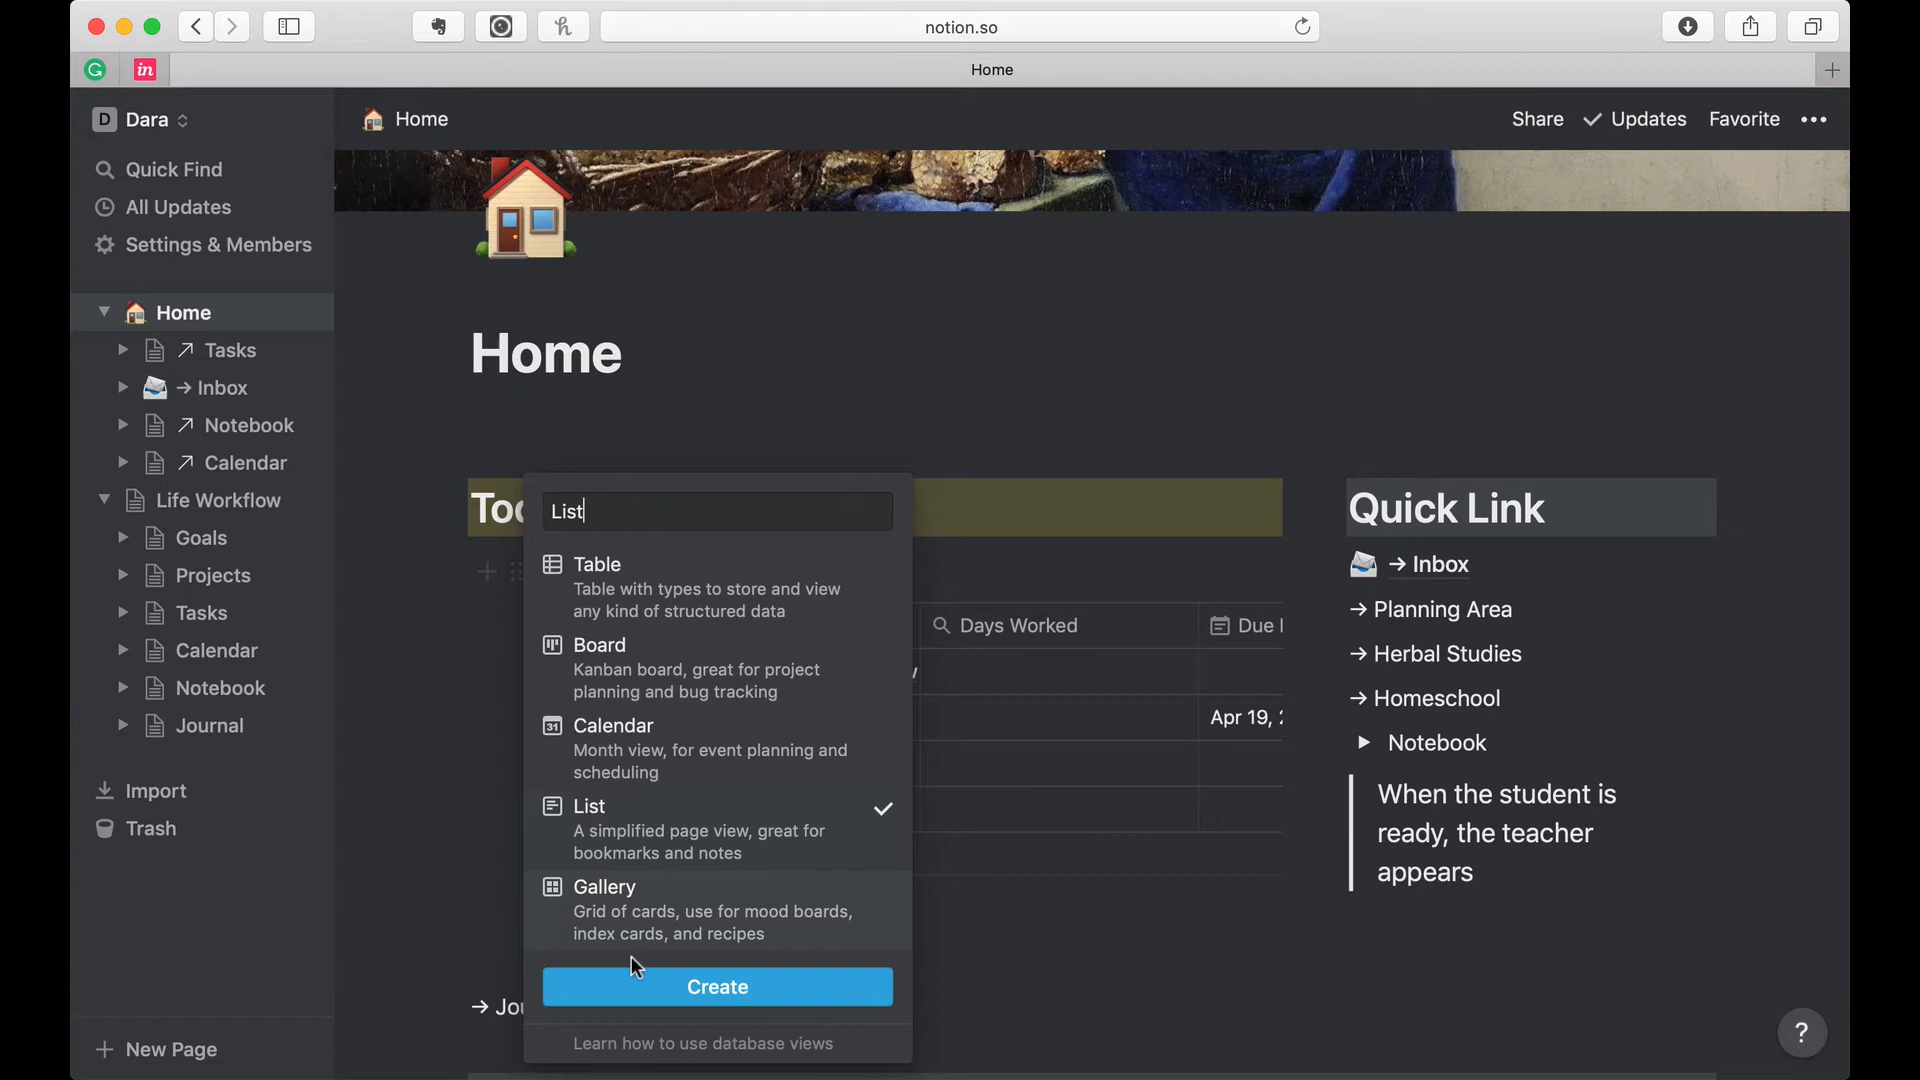 notion.so
Home
D Dara
Home
Share
Updates
Favorite
Quick Find
All Updates
Settings & Members
Home
→ Inbox
↗ Tasks
↗ Notebook
↗ Calendar
Life Workflow
Goals
Projects
Tasks
Calendar
Notebook
Journal
Import
Trash
New Page
Home
List
Table
Table with types to store and view
any kind of structured data
Board
Kanban board, great for project
planning and bug tracking
Calendar
Month view, for event planning and
scheduling
List
A simplified page view, great for
bookmarks and notes
Gallery
Grid of cards, use for mood boards,
index cards, and recipes
Create
Learn how to use database views
Days Worked
Due
Apr 19,
Quick Link
→ Inbox
→ Planning Area
→ Herbal Studies
→ Homeschool
Notebook
When the student is
ready, the teacher
appears
?